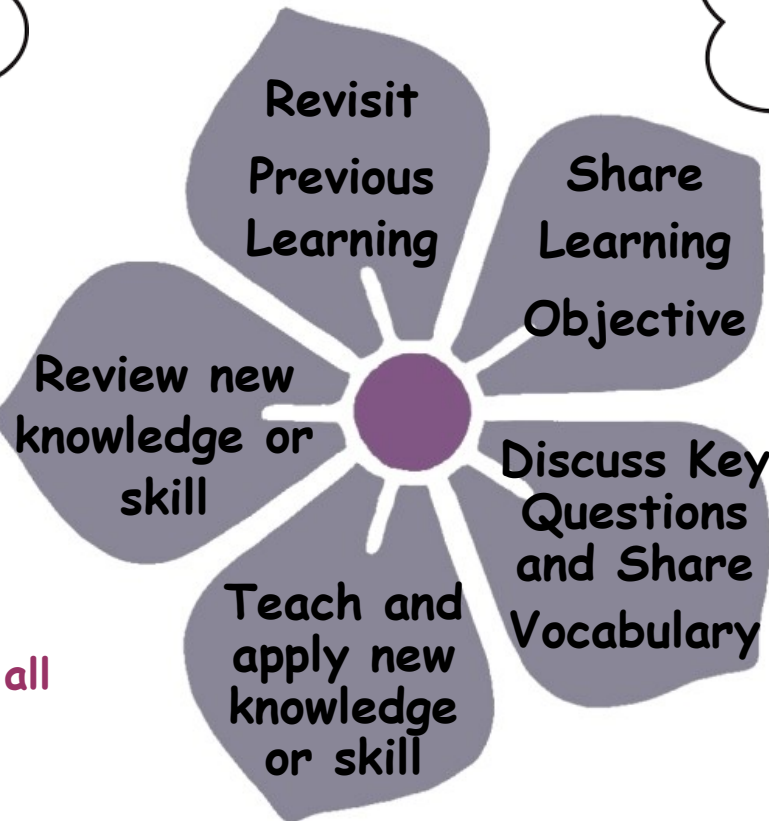 Revisit
Previous
Learning
Share
Learning
Objective
Discuss Key
Questions
and Share
Vocabulary
Teach and
apply new
knowledge
or skill
Review new
knowledge or
skill
all